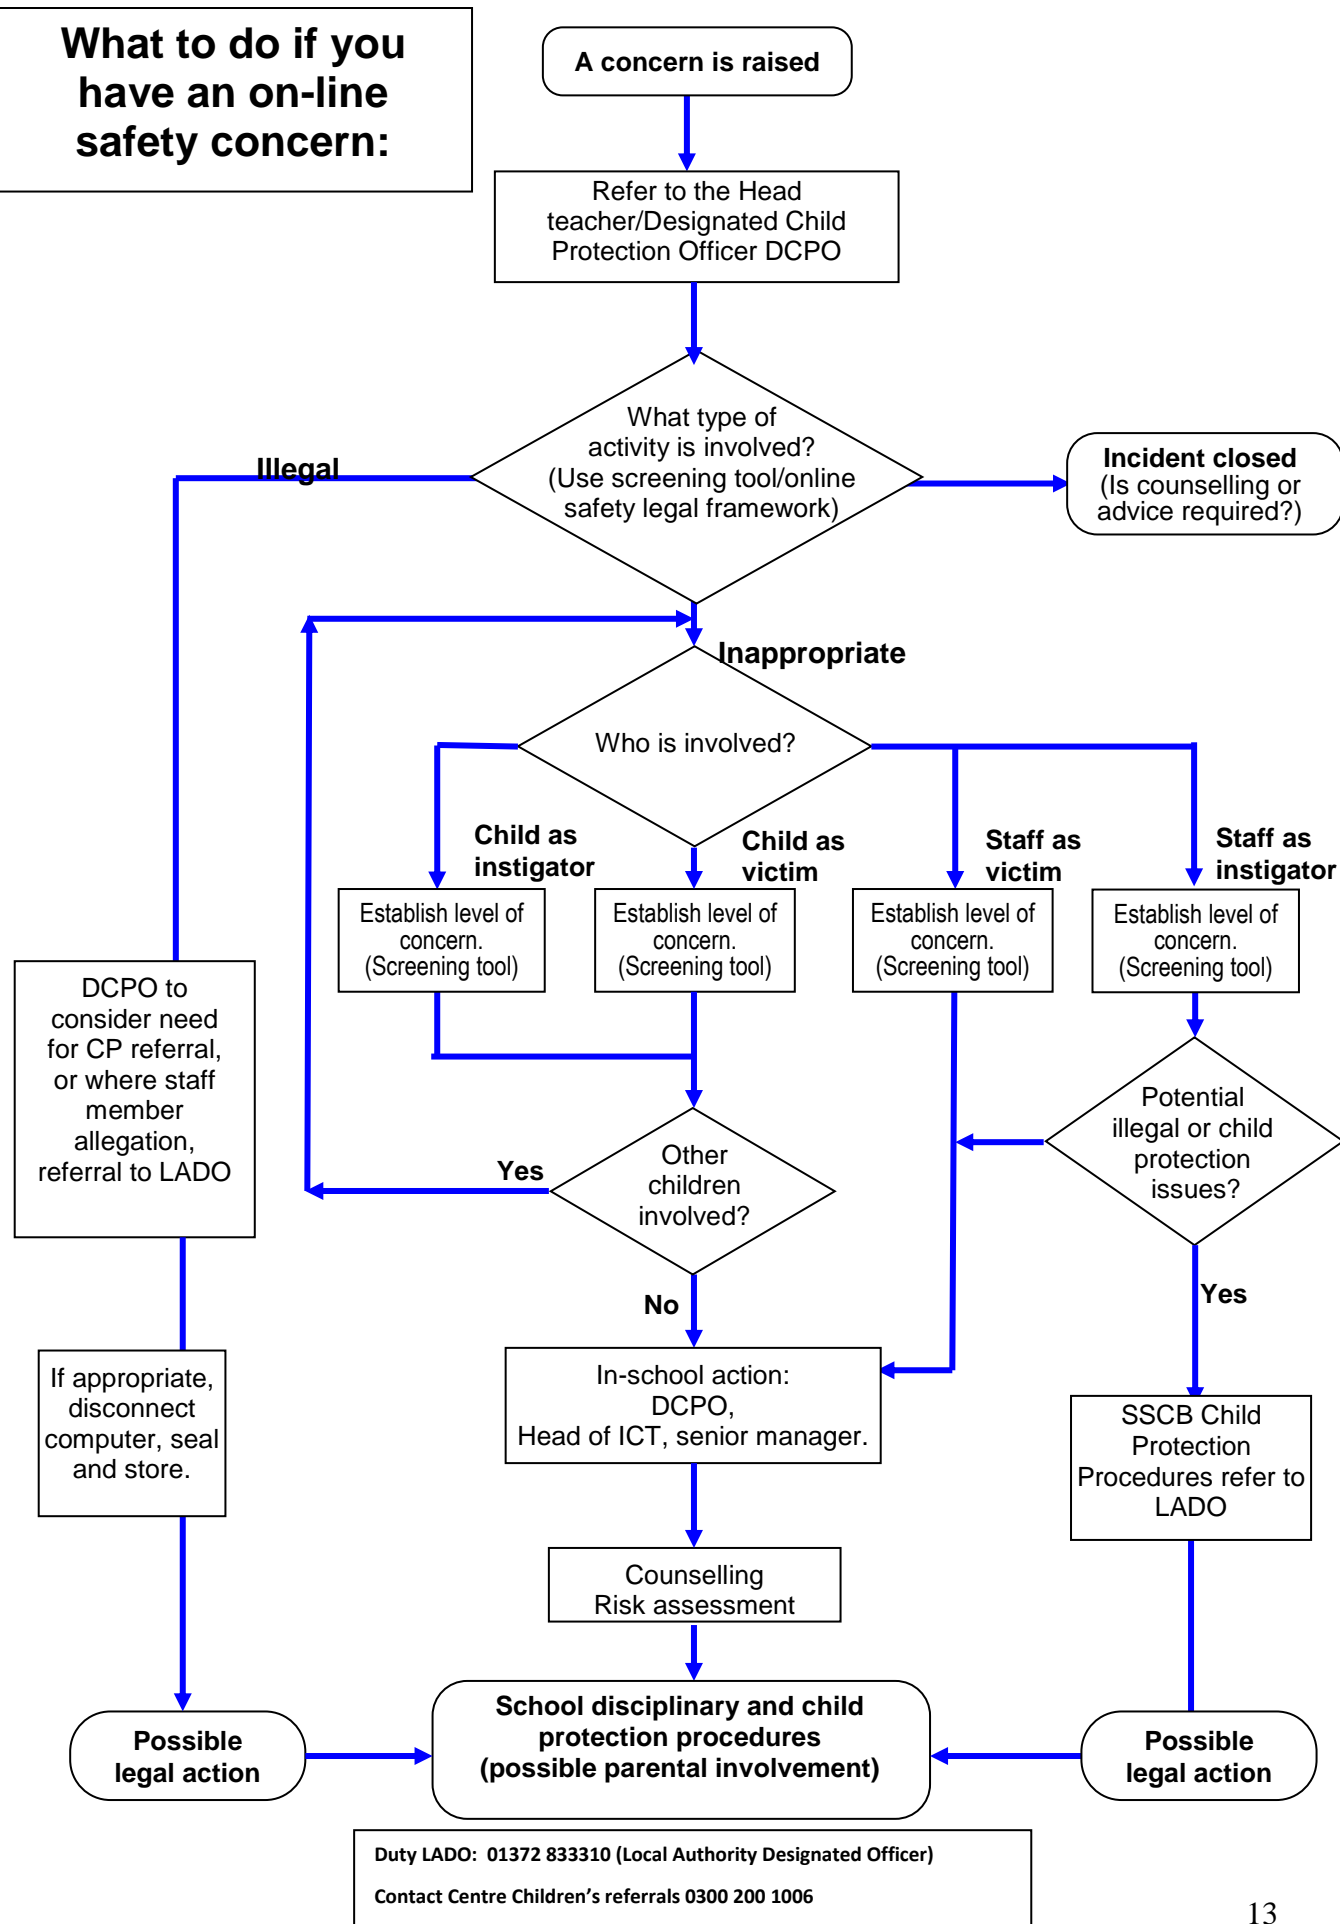 What to do if you
have an on-line
safety concern:
A concern is raised
Refer to the Head
teacher/Designated Child
Protection Officer DCPO
What type of
activity is involved?
(Use screening tool/online
safety legal framework)
Illegal
Incident closed
(Is counselling or
advice required?)
Inappropriate
Who is involved?
Child as
instigator
Child as
victim
Staff as
victim
Staff as
instigator
Establish level of
concern.
(Screening tool)
Establish level of
concern.
(Screening tool)
Establish level of
concern.
(Screening tool)
Establish level of
concern.
(Screening tool)
DCPO to
consider need
for CP referral,
or where staff
member
allegation,
referral to LADO
Potential
illegal or child
protection
issues?
Yes
Other
children
involved?
No
Yes
If appropriate,
disconnect
computer, seal
and store.
In-school action:
DCPO,
Head of ICT, senior manager.
SSCB Child
Protection
Procedures refer to
LADO
Counselling
Risk assessment
Possible
legal action
School disciplinary and child
protection procedures
(possible parental involvement)
Possible
legal action
Duty LADO: 01372 833310 (Local Authority Designated Officer)
Contact Centre Children’s referrals 0300 200 1006
13